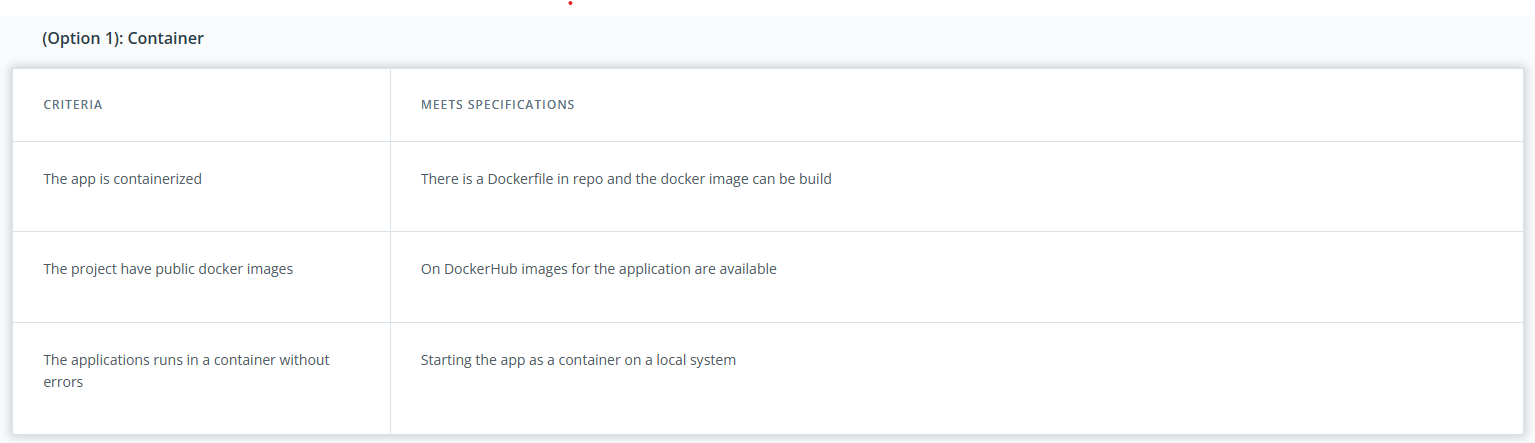 (Option 1): Container
CRITERIA
MEETS SPECIFICATIONS
The app is containerized
There is a Dockerfile in repo and the docker image can be build
The project have public docker images
On DockerHub images for the application are available
The applications runs in a container without
errors
Starting the app as a container on a local system